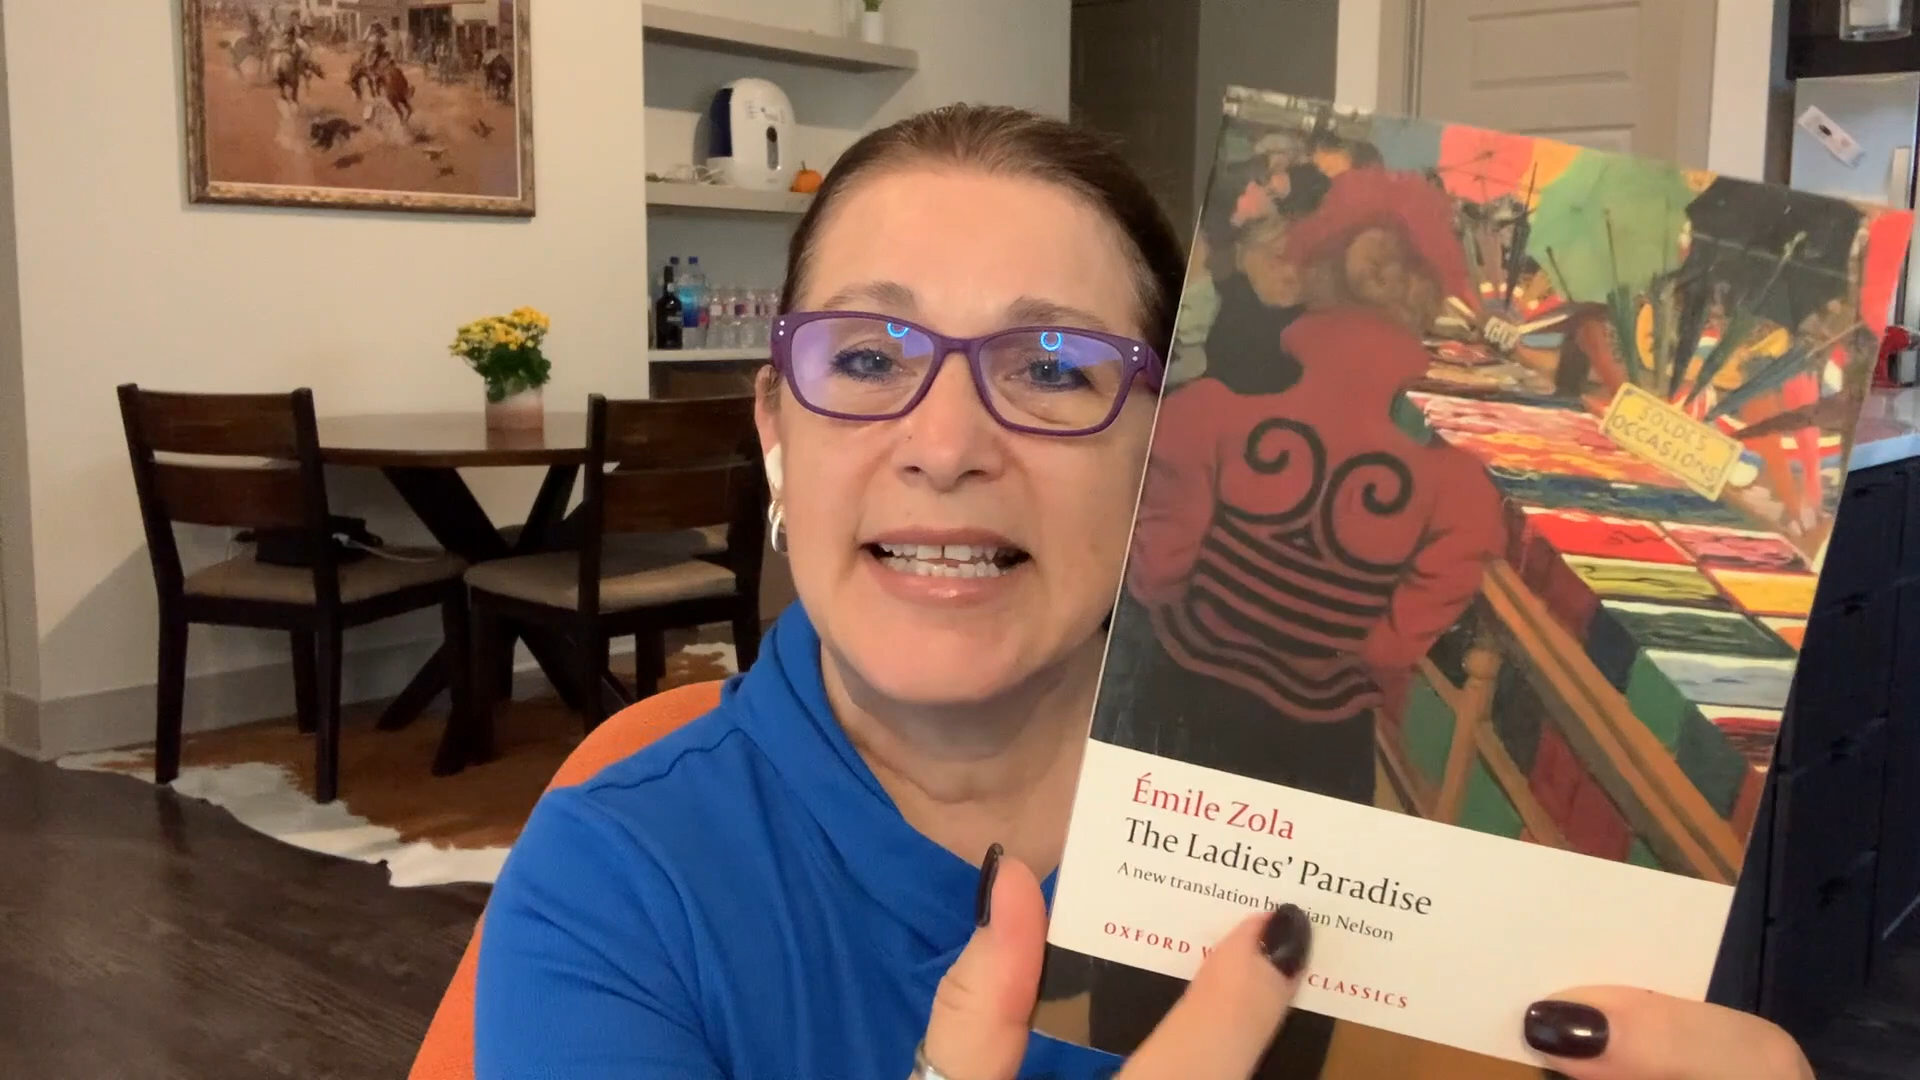 SOLDES
OCCASIONS
Émile Zola
The Ladies' Paradise
A new translation by Nelson
OXFORD CLASSICS